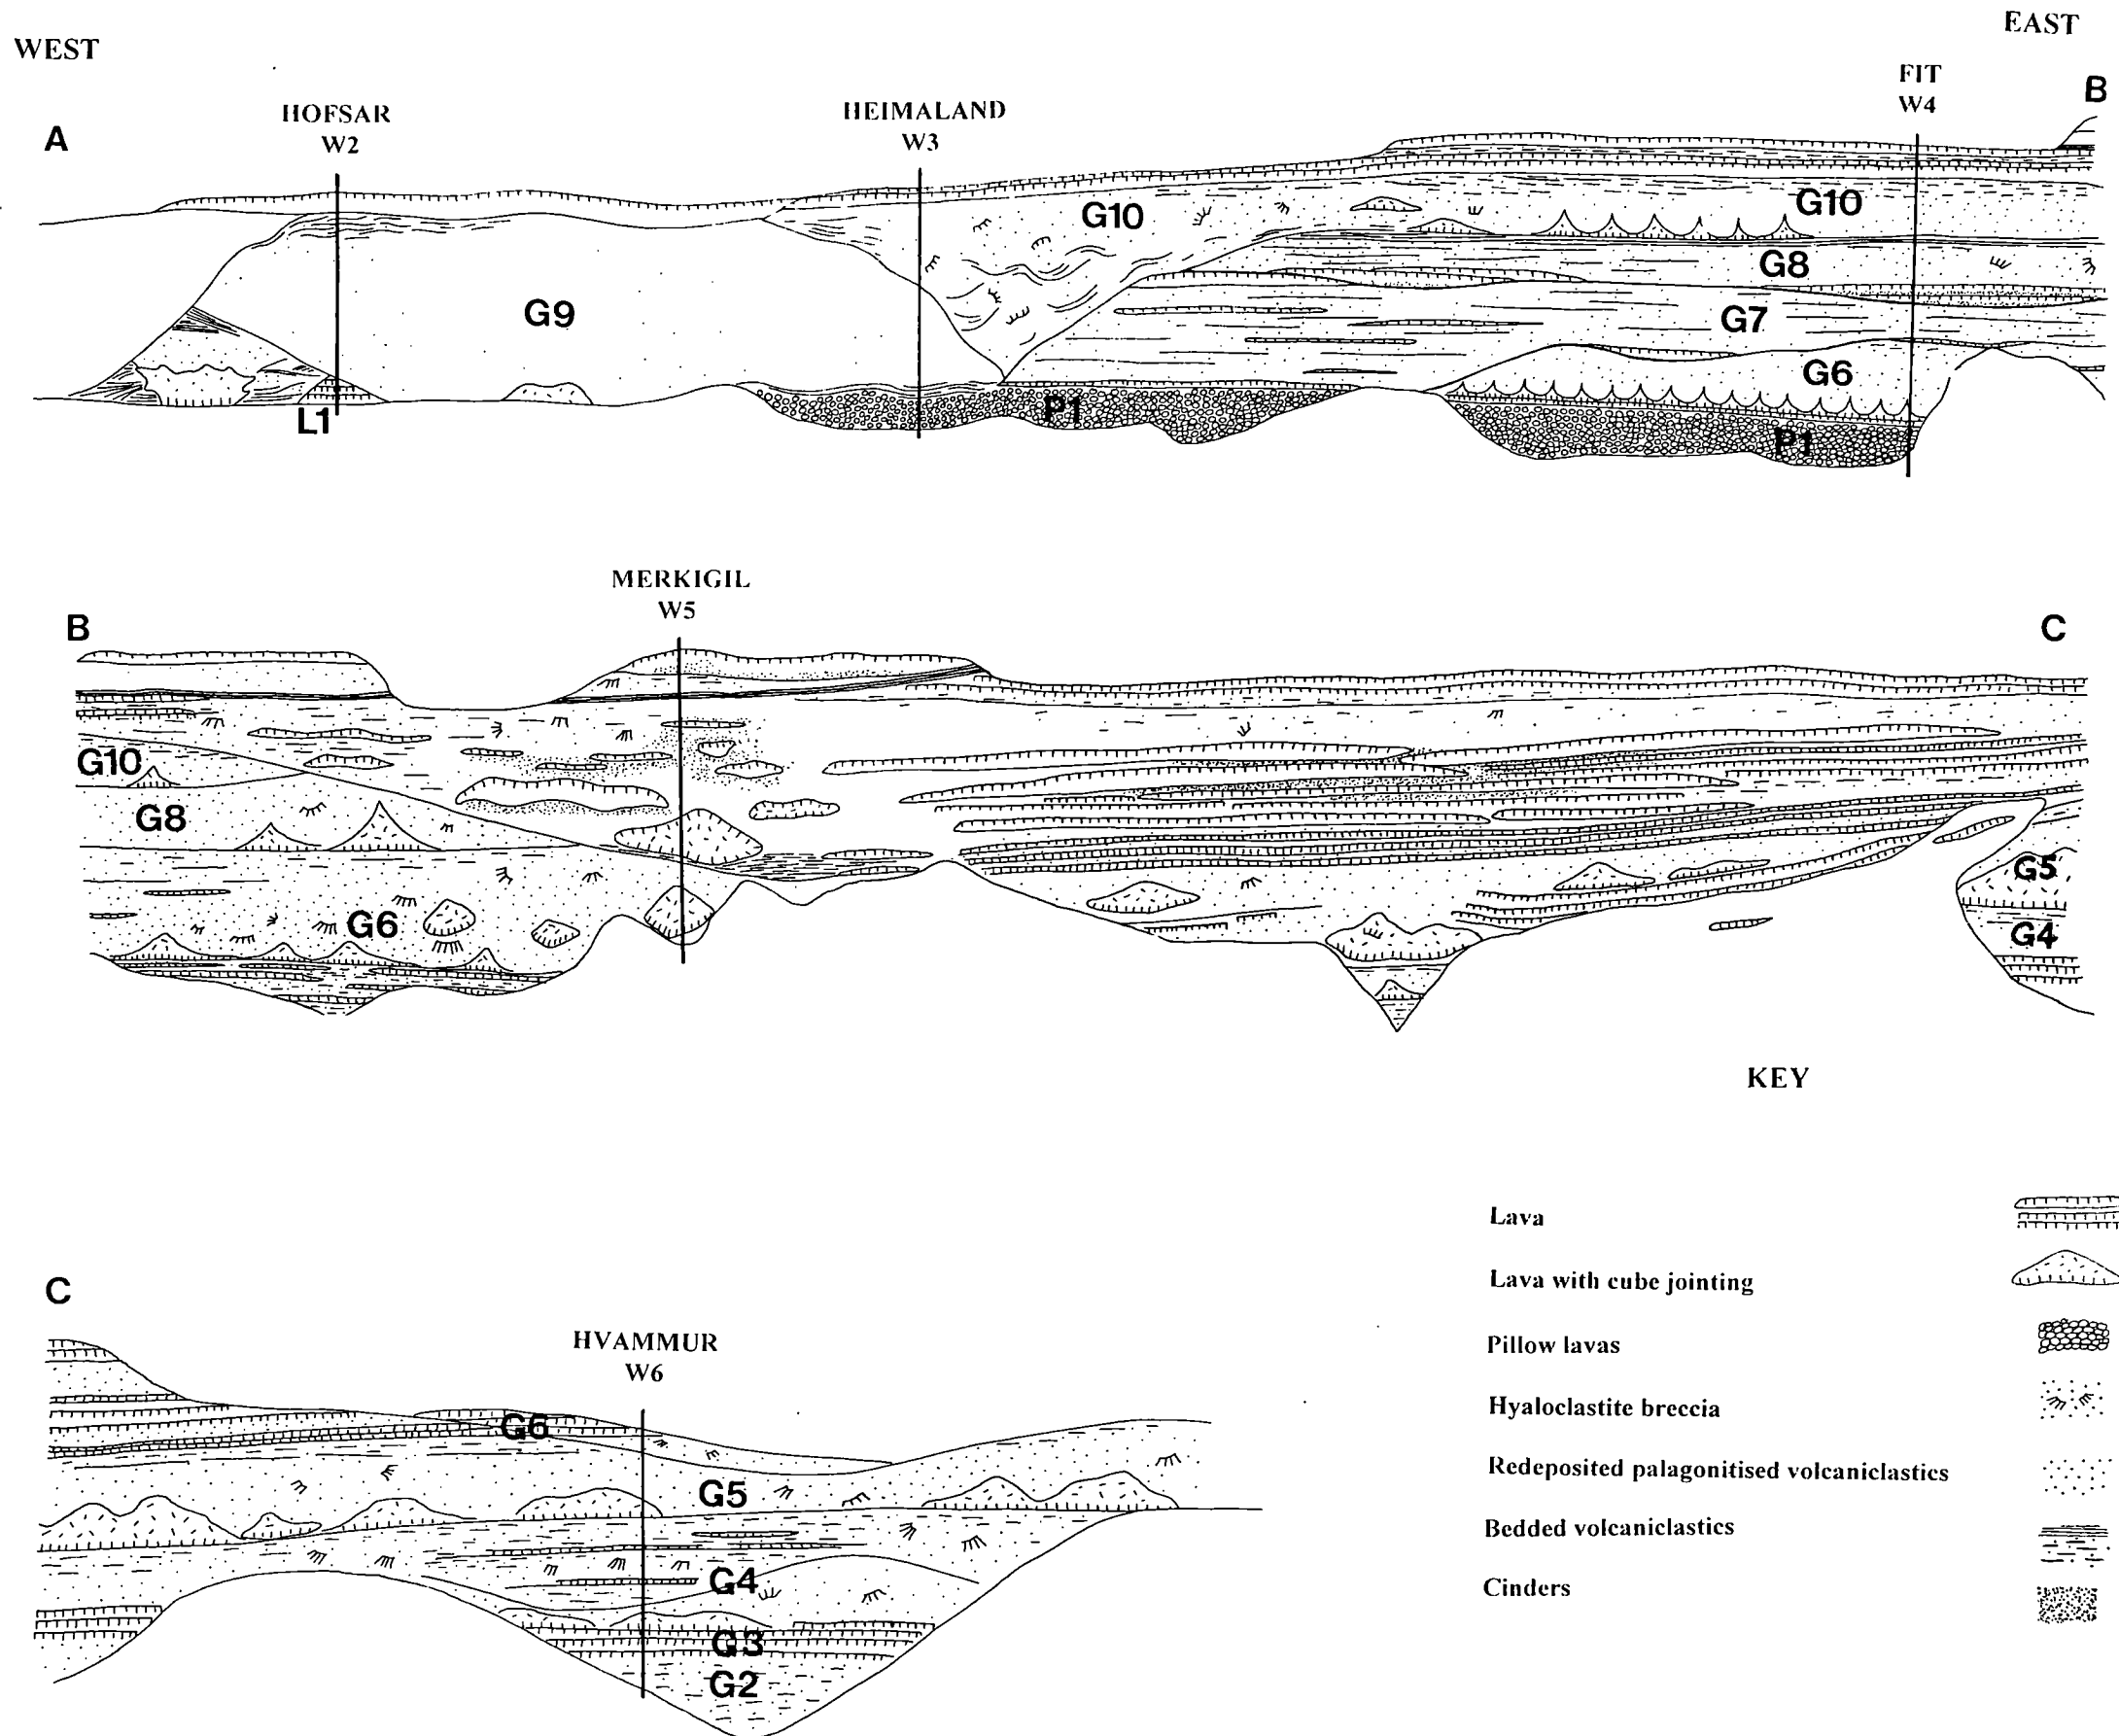 WEST
EAST
HOFSAR
W2
HEIMALAND
W3
FIT
W4
A
B
G10
G10
G8
G9
G7
G6
L1
P1
P1
MERKIGIL
W5
B
C
G10
G8
G6
G5
G4
KEY
Lava
Lava with cube jointing
Pillow lavas
Hyaloclastite breccia
Redeposited palagonitised volcaniclastics
Bedded volcaniclastics
Cinders
C
HVAMMUR
W6
G6
G5
G4
G3
G2